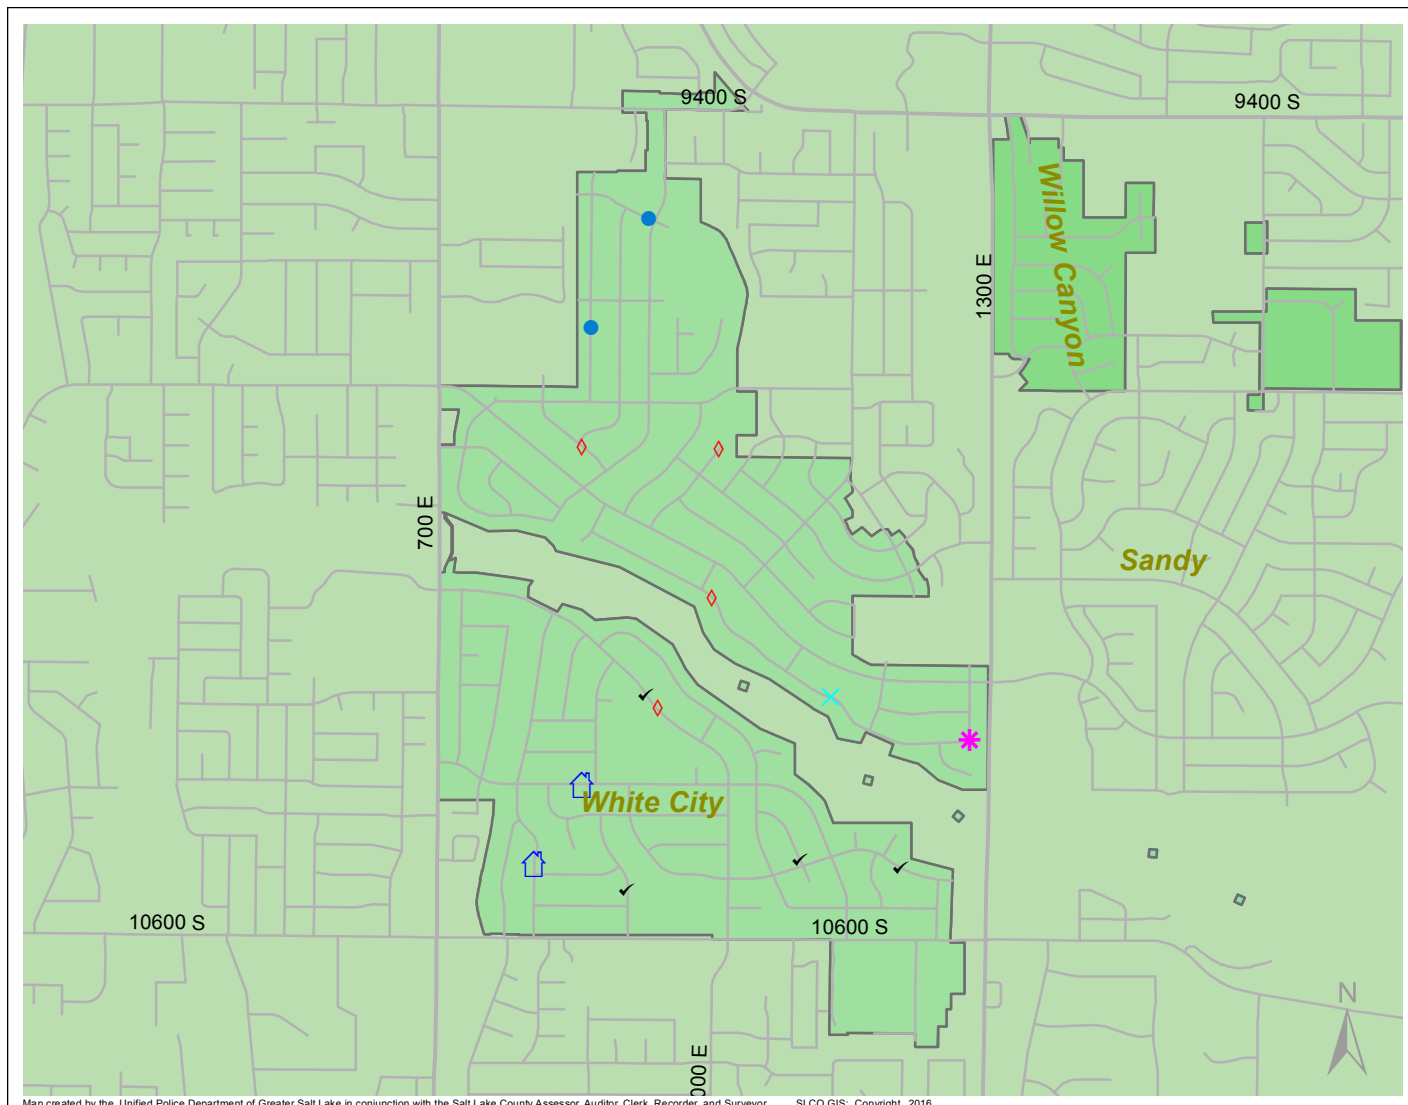 9400 S
9400 S
Willow Canyon
1300 E
700 E
Sandy
White City
10600 S
10600 S
N
000 E
Map created by the Unified Police Department of Greater Salt Lake in conjunction with the Salt Lake County Assessor, Auditor, Clerk, Recorder, and Surveyor. SLCO GIS: Copyright 2016